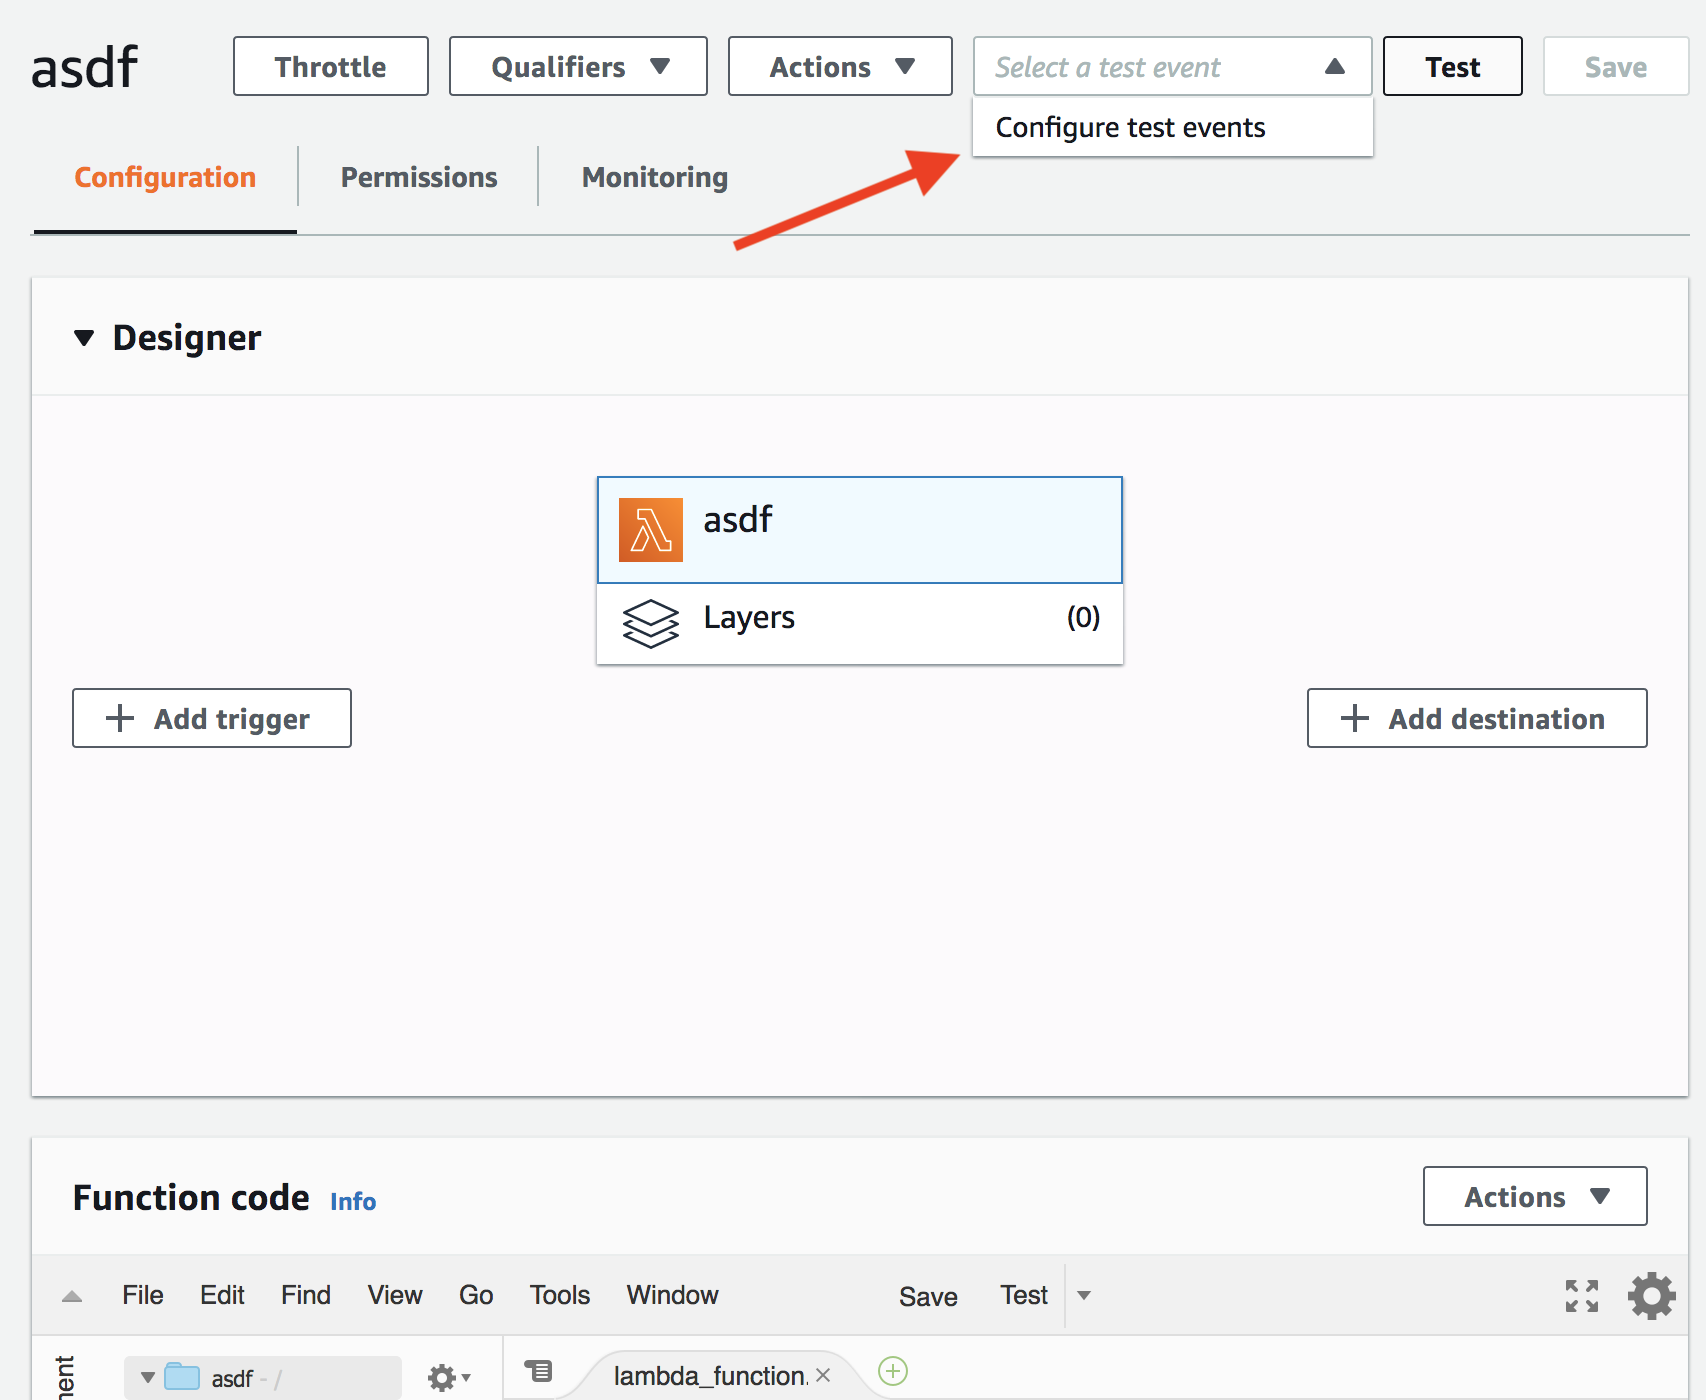 asdf Throttle Qualifiers Actions Select a test event Test Save
Configure test events
Configuration Permissions Monitoring
Designer
asdf
Layers (0)
Add trigger Add destination
Function code Info Actions
File Edit Find View Go Tools Window Save Test
asdf - / lambda_function.